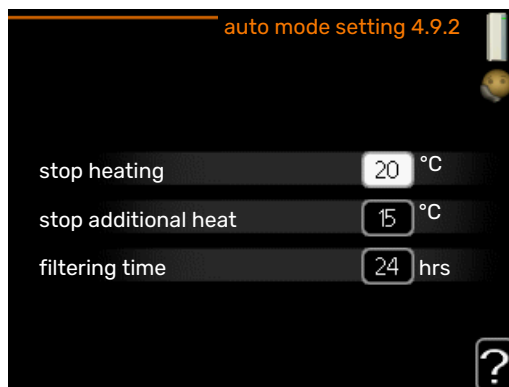 auto mode setting 4.9.2
stop heating 20 °C
stop additional heat 15 °C
filtering time 24 hrs
?